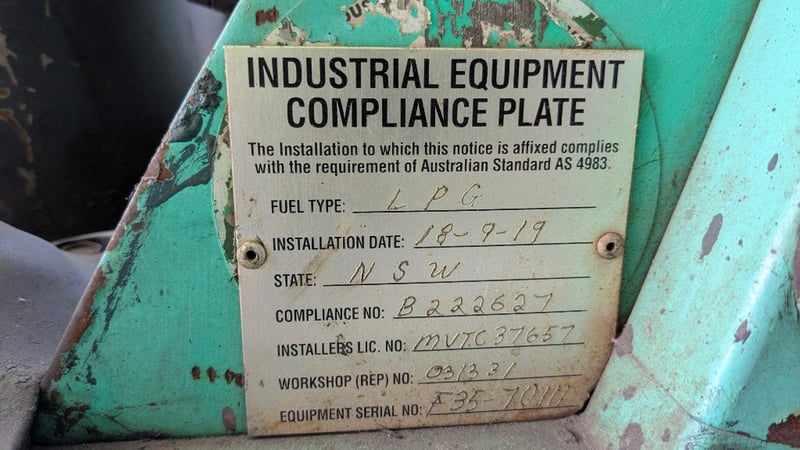 INDUSTRIAL EQUIPMENT
COMPLIANCE PLATE
The Installation to which this notice is affixed complies
with the requirement of Australian Standard AS 4983.
FUEL TYPE: LPG
INSTALLATION DATE: 18-9-19
STATE: NSW
COMPLIANCE NO: B222627
INSTALLERS LIC. NO: MVTC37657
WORKSHOP (REP) NO: 031331
EQUIPMENT SERIAL NO: